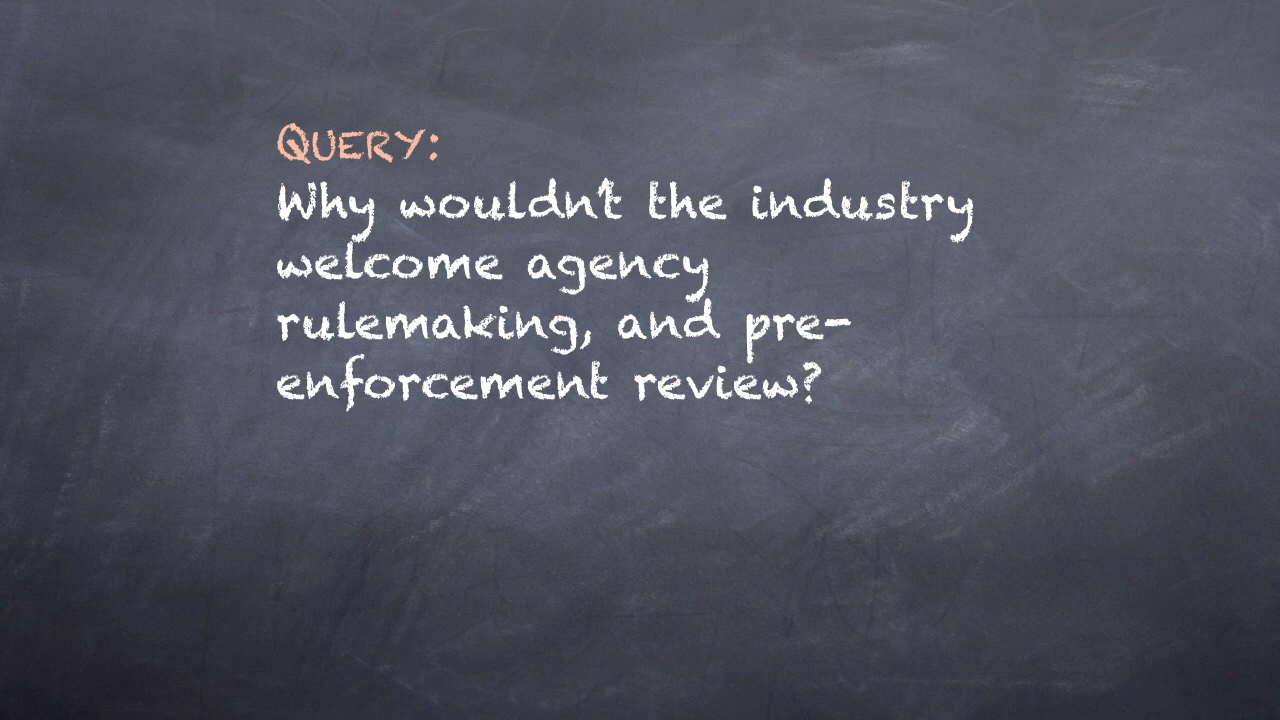 QUERY:
Why wouldn't the industry
welcome agency
rulemaking, and pre-
enforcement review?